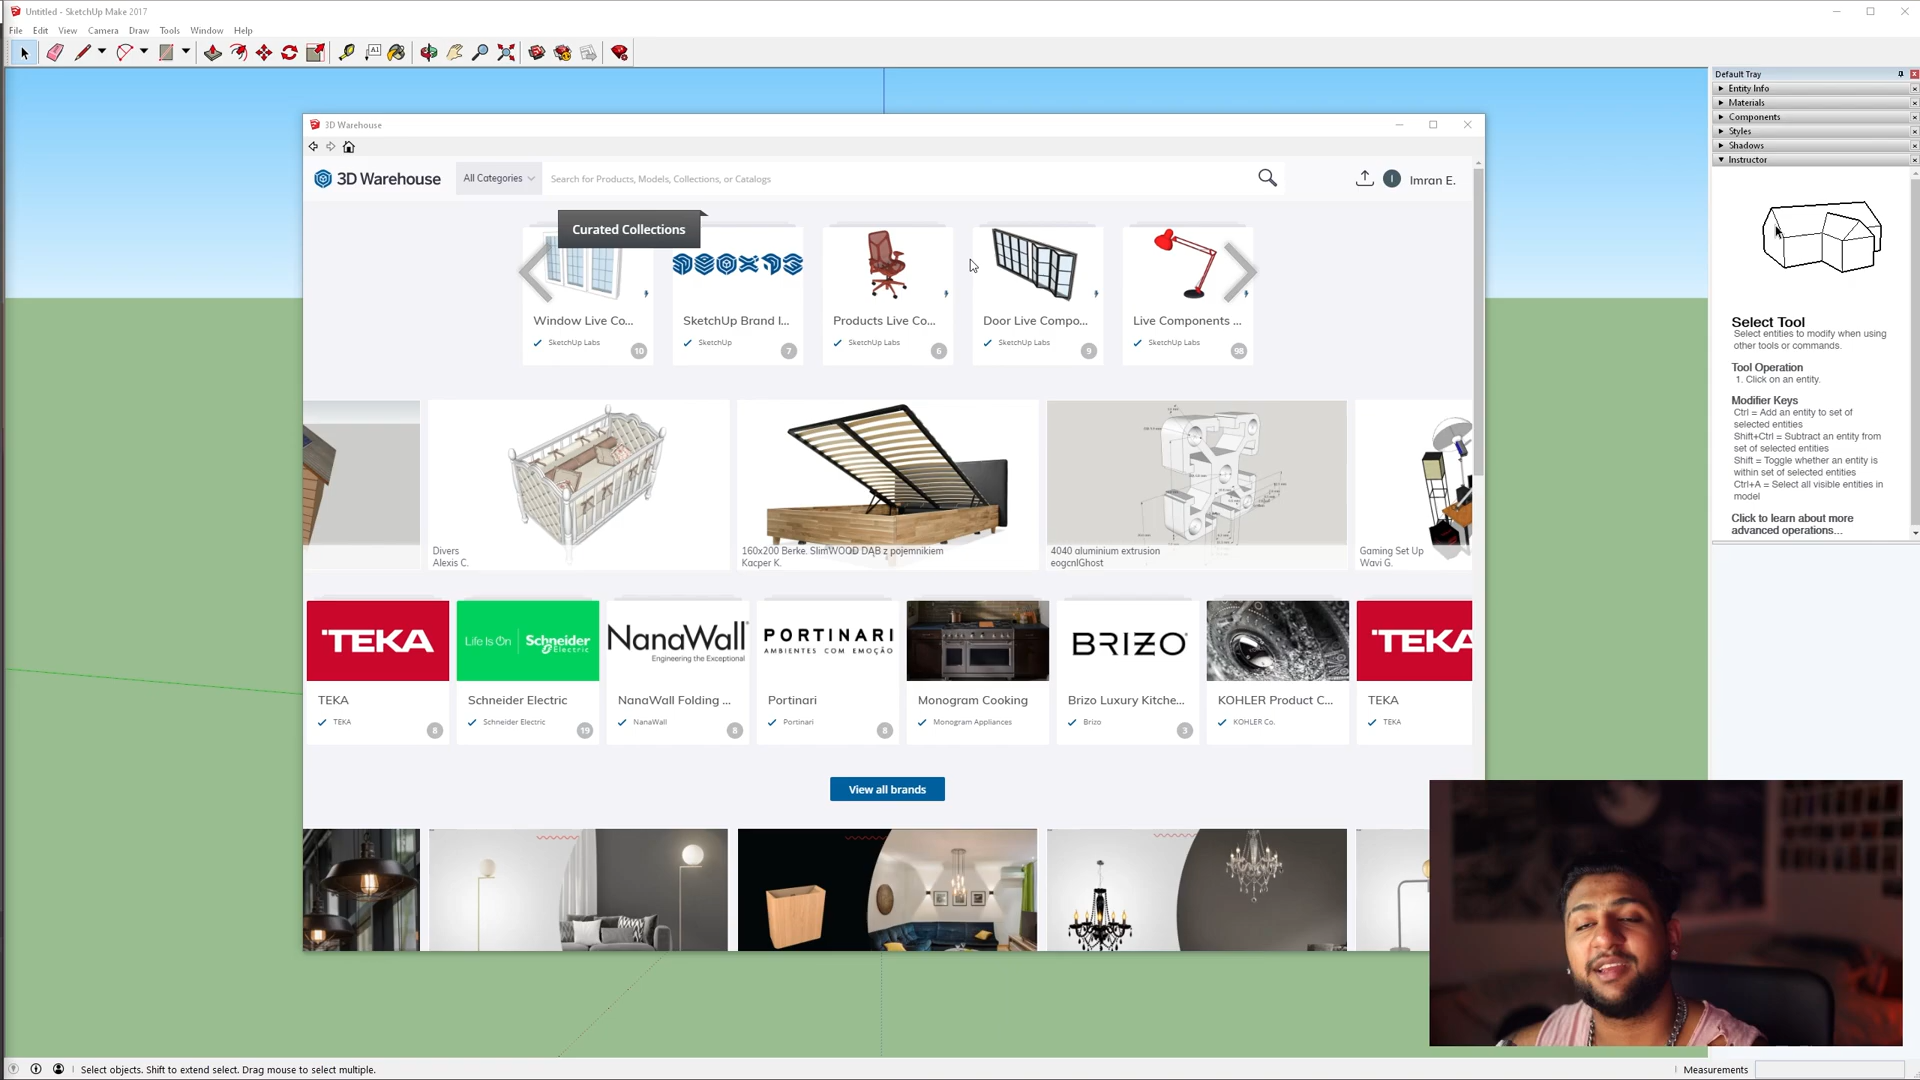 Untitled - SketchUp Make 2017
File Edit View Camera Draw Tools Window Help
Default Tray
Entity Info
Materials
Components
Styles
Shadows
Instructor
Select Tool
Select entities to modify when using
other tools or commands.
Tool Operation
1. Click on an entity.
Modifier Keys
Ctrl = Add an entity to set of
selected entities
Shift+Ctrl = Subtract an entity from
set of selected entities
Shift = Toggle whether an entity is
within set of selected entities
Ctrl+A = Select all visible entities in
model
Click to learn about more
advanced operations...
3D Warehouse
3D Warehouse
All Categories
Search for Products, Models, Collections, or Catalogs
I
Imran E.
Curated Collections
Window Live Co...
SketchUp Labs
10
SketchUp Brand I...
SketchUp
7
Products Live Co...
SketchUp Labs
6
Door Live Compo...
SketchUp Labs
9
Live Components ...
SketchUp Labs
98
Divers
Alexis C.
160x200 Berke. SlimWOOD DAB z pojemnikiem
Kacper K.
4040 aluminium extrusion
eogcnlGhost
Gaming Set Up
Wavi G.
TEKA
TEKA
TEKA
8
Life Is On Schneider Electric
Schneider Electric
Schneider Electric
19
NanaWall
Engineering the Exceptional
NanaWall Folding ...
NanaWall
8
PORTINARI
AMBIENTES COM EMOÇÃO
Portinari
Portinari
8
Monogram Cooking
Monogram Appliances
BRIZO
Brizo Luxury Kitche...
Brizo
3
KOHLER Product C...
KOHLER Co.
TEKA
TEKA
TEKA
View all brands
Select objects. Shift to extend select. Drag mouse to select multiple.
Measurements